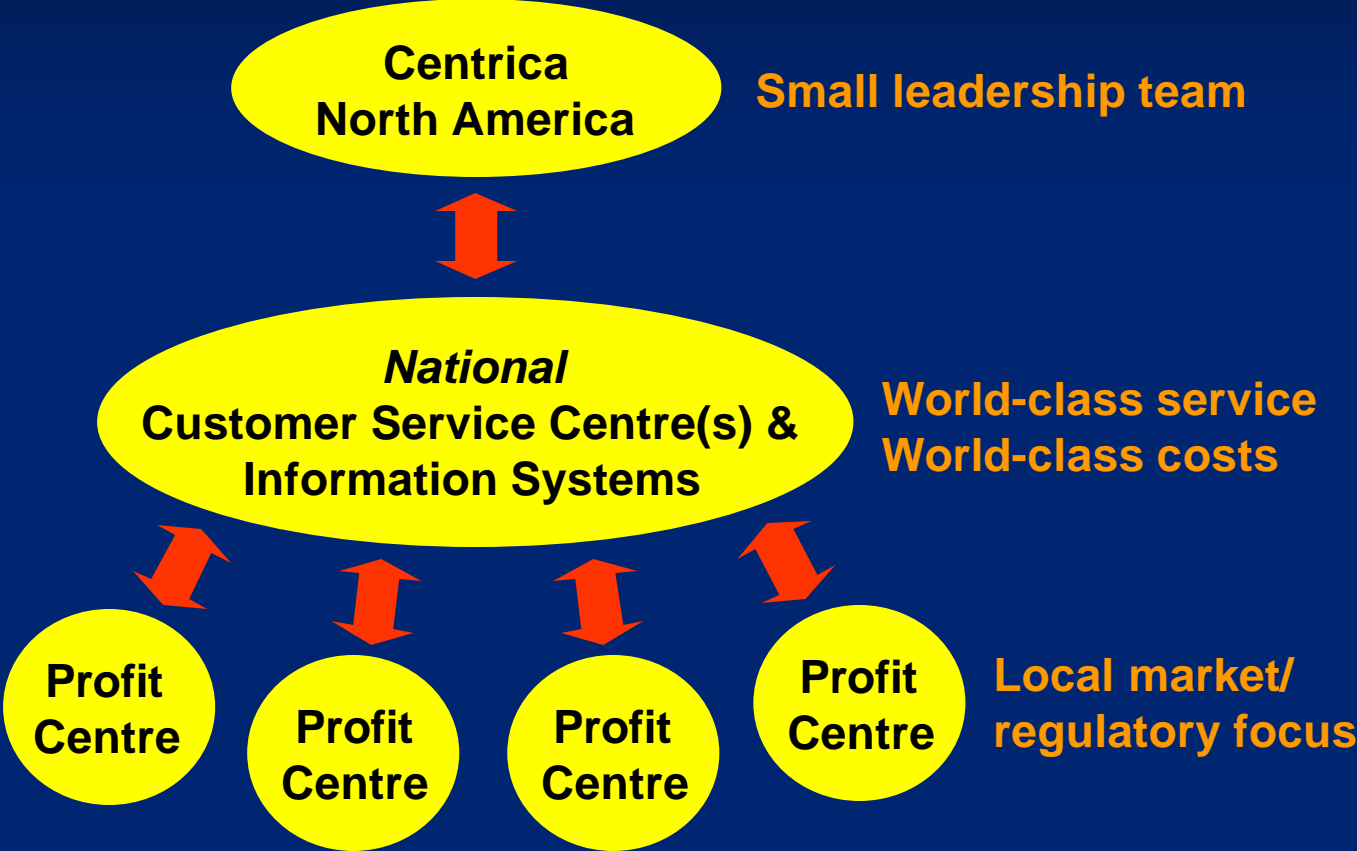 Centrica
North America
Small leadership team
National
Customer Service Centre(s) &
Information Systems
World-class service
World-class costs
Profit
Centre
Profit
Centre
Profit
Centre
Profit
Centre
Local market/
regulatory focus